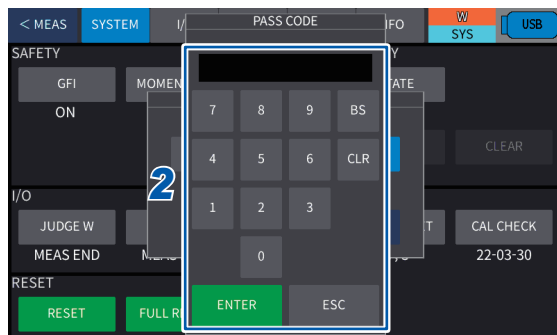 < MEAS SYSTEM I/ PASS CODE FO W SYS USB
SAFETY Y
GFI MOMEN TATE
ON
7 8 9 BS
4 5 6 CLR
CLEAR
2
1 2 3
0
I/O
JUDGE W T CAL CHECK
MEAS END 22-03-30
RESET
RESET FULL R
ENTER ESC